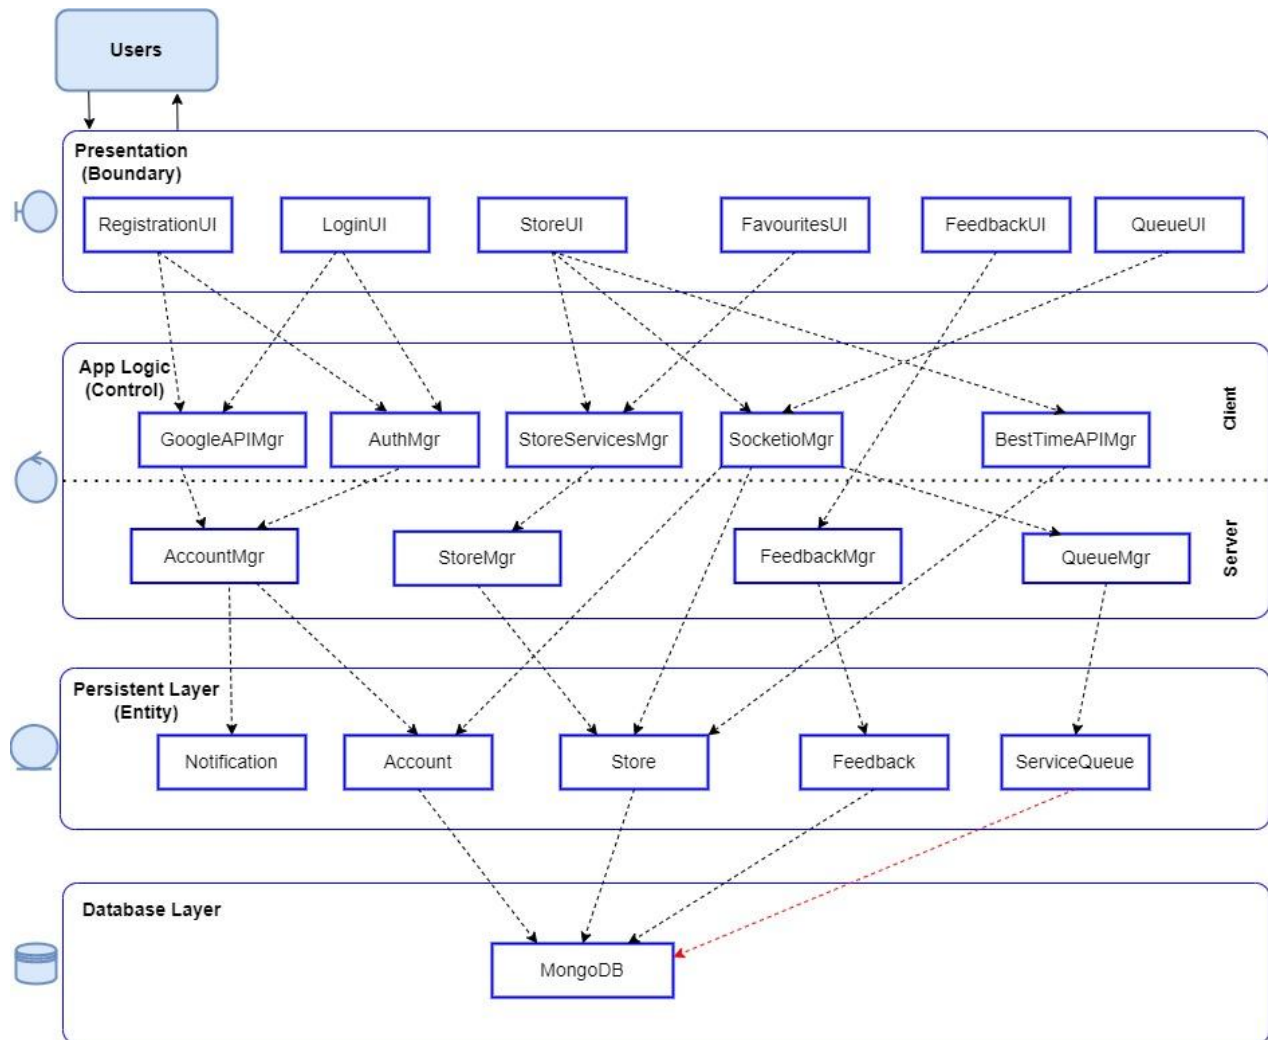 Users
Presentation
(Boundary)
RegistrationUI
LoginUI
StoreUI
FavouritesUI
FeedbackUI
QueueUI
App Logic
(Control)
Client
GoogleAPIMgr
AuthMgr
StoreServicesMgr
SocketioMgr
BestTimeAPIMgr
Server
AccountMgr
StoreMgr
FeedbackMgr
QueueMgr
Persistent Layer
(Entity)
Notification
Account
Store
Feedback
ServiceQueue
Database Layer
MongoDB